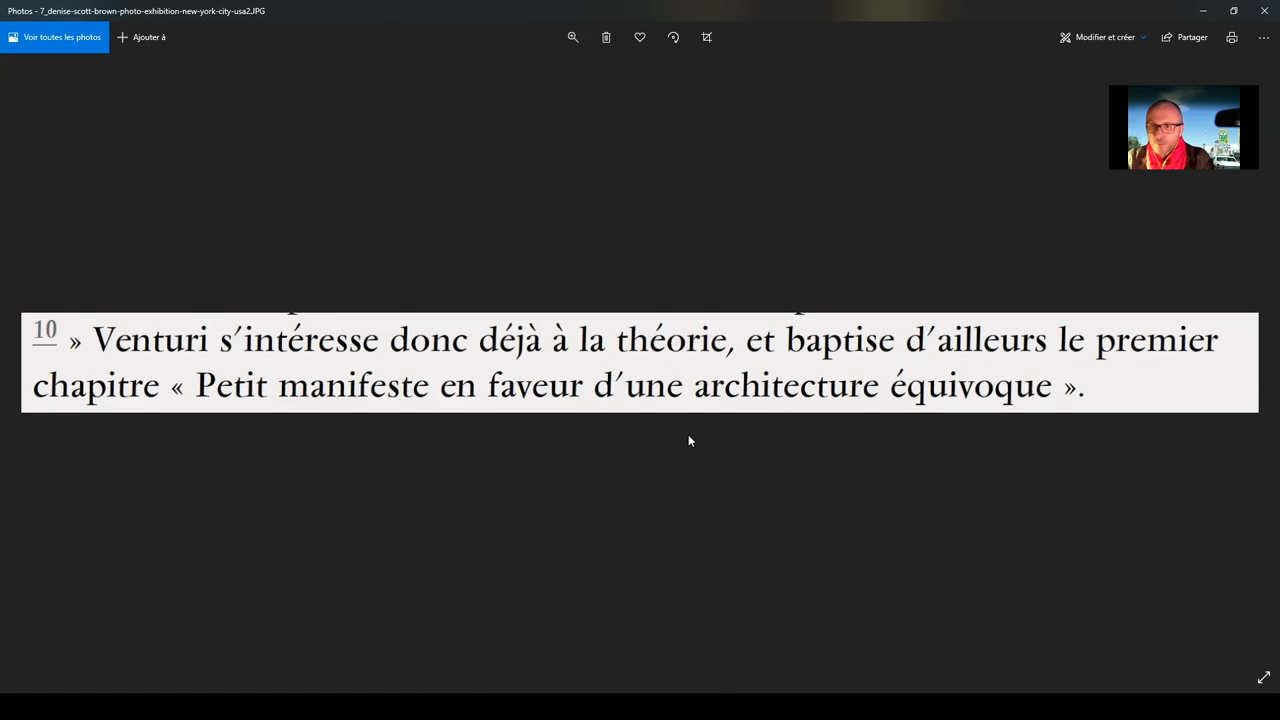 Photos - 7_denise-scott-brown-photo-exhibition-new-york-city-usa2.JPG
Voir toutes les photos
Ajouter à
Modifier et créer
Partager
10 » Venturi s’intéresse donc déjà à la théorie, et baptise d’ailleurs le premier
chapitre « Petit manifeste en faveur d’une architecture équivoque ».